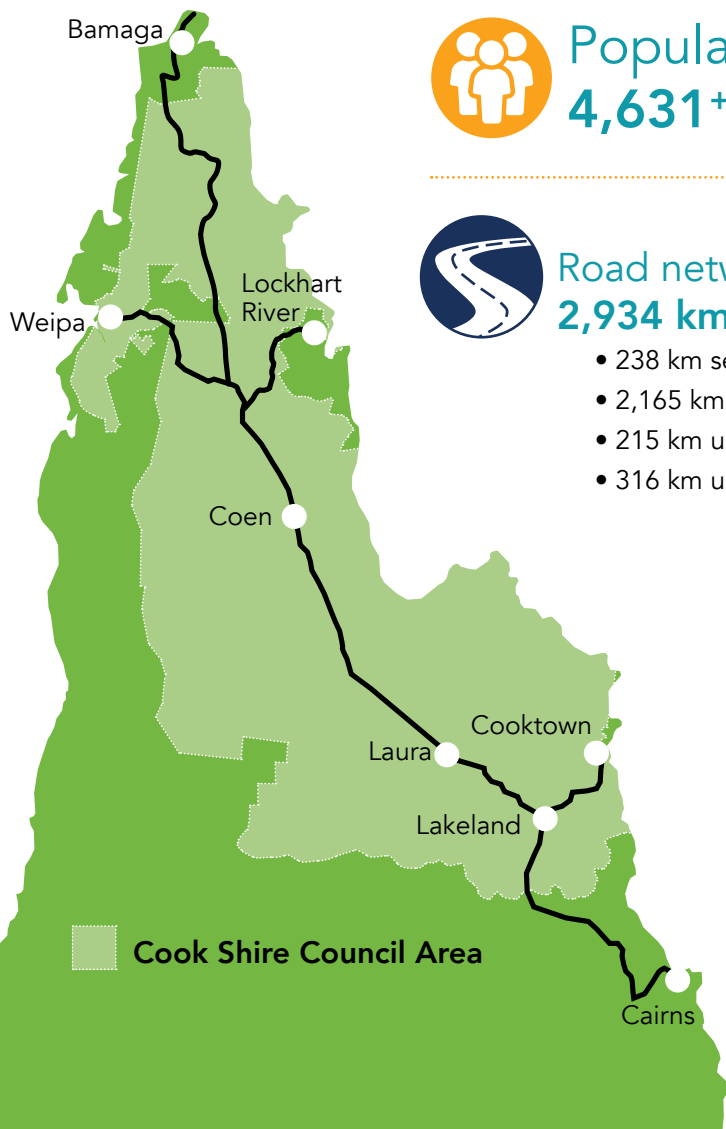 Bamaga
Popula
4,631+
Lockhart
River
Weipa
Road netw
2,934 km
• 238 km se
• 2,165 km
• 215 km u
• 316 km u
Coen
Cooktown
Laura
Lakeland
Cook Shire Council Area
Cairns